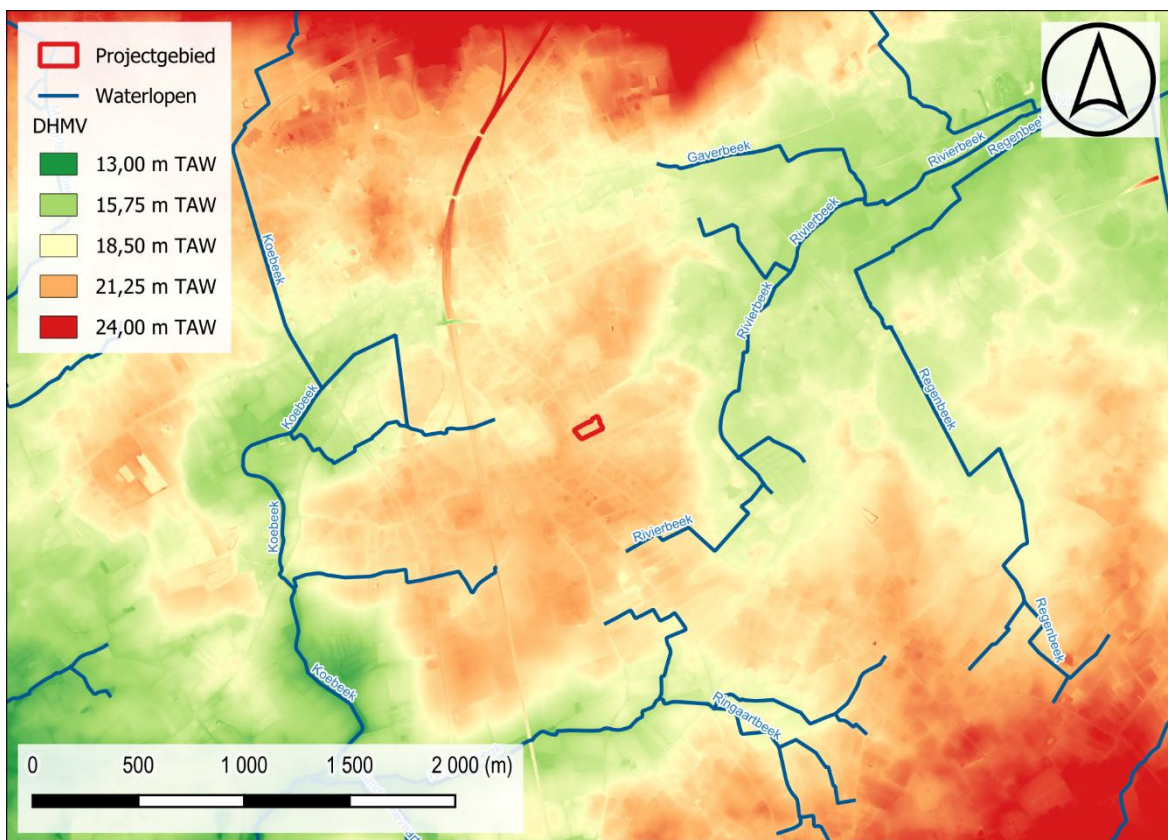 Projectgebied
Waterlopen
DHMV
13,00 m TAW
15,75 m TAW
18,50 m TAW
21,25 m TAW
24,00 m TAW
Gaverbeek
Rivierbeek
Regenbeek
Koebeek
Rivierbeek
Rivierbeek
Koebeek
Regenbeek
Koebeek
Rivierbeek
Regenbeek
Koebeek
Ringaartbeek
0 500 1 000 1 500 2 000 (m)